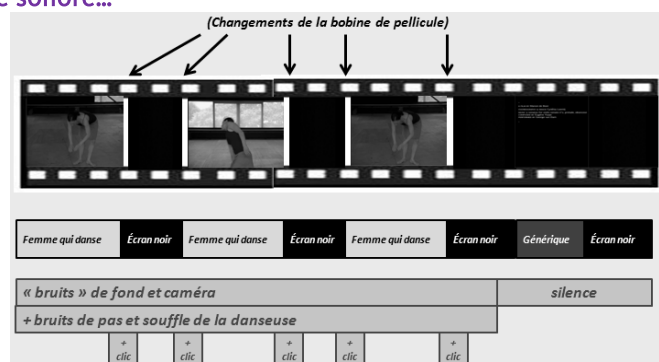 e sonore...
(Changements de la bobine de pellicule)
Femme qui danse Écran noir Femme qui danse Écran noir Femme qui danse Écran noir Générique Écran noir
« bruits » de fond et caméra silence
+ bruits de pas et souffle de la danseuse
+ + + + +
clic clic clic clic clic